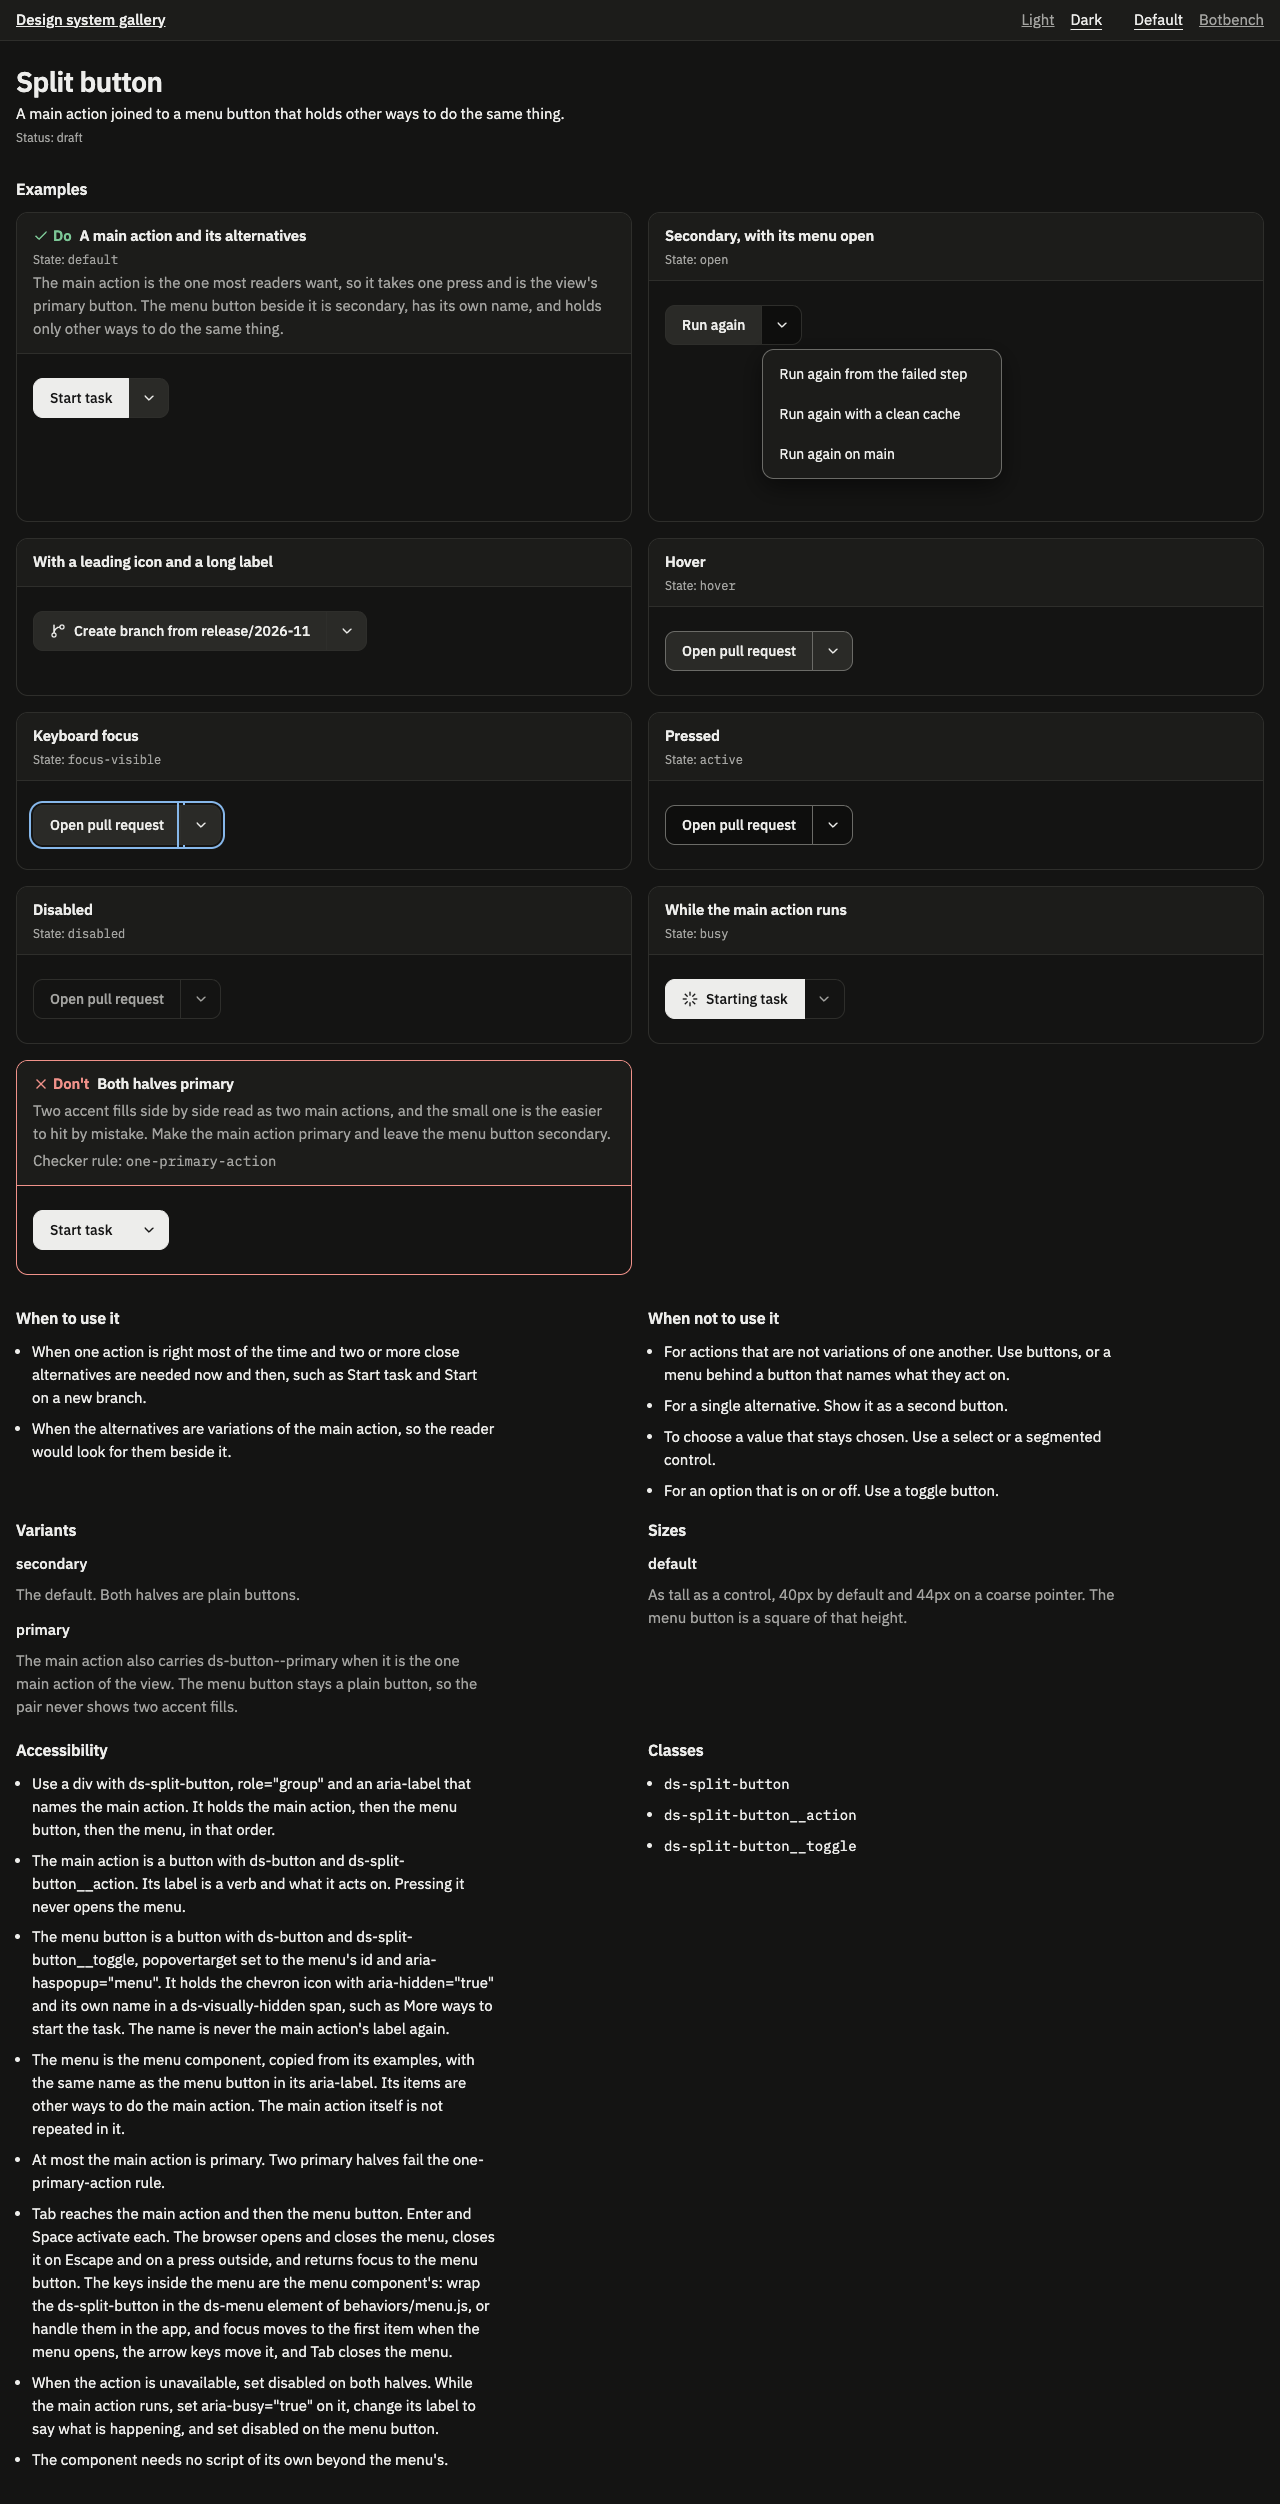 Design system gallery
Light Dark Default Botbench
Split button
A main action joined to a menu button that holds other ways to do the same thing.
Status: draft
Examples
Do A main action and its alternatives
State: default
The main action is the one most readers want, so it takes one press and is the view's
primary button. The menu button beside it is secondary, has its own name, and holds
only other ways to do the same thing.
Start task
Secondary, with its menu open
State: open
Run again
Run again from the failed step
Run again with a clean cache
Run again on main
With a leading icon and a long label
Create branch from release/2026-11
Hover
State: hover
Open pull request
Keyboard focus
State: focus-visible
Open pull request
Pressed
State: active
Open pull request
Disabled
State: disabled
Open pull request
While the main action runs
State: busy
Starting task
Don't Both halves primary
Two accent fills side by side read as two main actions, and the small one is the easier
to hit by mistake. Make the main action primary and leave the menu button secondary.
Checker rule: one-primary-action
Start task
When to use it
When one action is right most of the time and two or more close
alternatives are needed now and then, such as Start task and Start
on a new branch.
When the alternatives are variations of the main action, so the reader
would look for them beside it.
When not to use it
For actions that are not variations of one another. Use buttons, or a
menu behind a button that names what they act on.
For a single alternative. Show it as a second button.
To choose a value that stays chosen. Use a select or a segmented
control.
For an option that is on or off. Use a toggle button.
Variants
secondary
The default. Both halves are plain buttons.
primary
The main action also carries ds-button--primary when it is the one
main action of the view. The menu button stays a plain button, so the
pair never shows two accent fills.
Sizes
default
As tall as a control, 40px by default and 44px on a coarse pointer. The
menu button is a square of that height.
Accessibility
Use a div with ds-split-button, role="group" and an aria-label that
names the main action. It holds the main action, then the menu
button, then the menu, in that order.
The main action is a button with ds-button and ds-split-
button__action. Its label is a verb and what it acts on. Pressing it
never opens the menu.
The menu button is a button with ds-button and ds-split-
button__toggle, popovertarget set to the menu's id and aria-
haspopup="menu". It holds the chevron icon with aria-hidden="true"
and its own name in a ds-visually-hidden span, such as More ways to
start the task. The name is never the main action's label again.
The menu is the menu component, copied from its examples, with
the same name as the menu button in its aria-label. Its items are
other ways to do the main action. The main action itself is not
repeated in it.
At most the main action is primary. Two primary halves fail the one-
primary-action rule.
Tab reaches the main action and then the menu button. Enter and
Space activate each. The browser opens and closes the menu, closes
it on Escape and on a press outside, and returns focus to the menu
button. The keys inside the menu are the menu component's: wrap
the ds-split-button in the ds-menu element of behaviors/menu.js, or
handle them in the app, and focus moves to the first item when the
menu opens, the arrow keys move it, and Tab closes the menu.
When the action is unavailable, set disabled on both halves. While
the main action runs, set aria-busy="true" on it, change its label to
say what is happening, and set disabled on the menu button.
The component needs no script of its own beyond the menu's.
Classes
ds-split-button
ds-split-button__action
ds-split-button__toggle